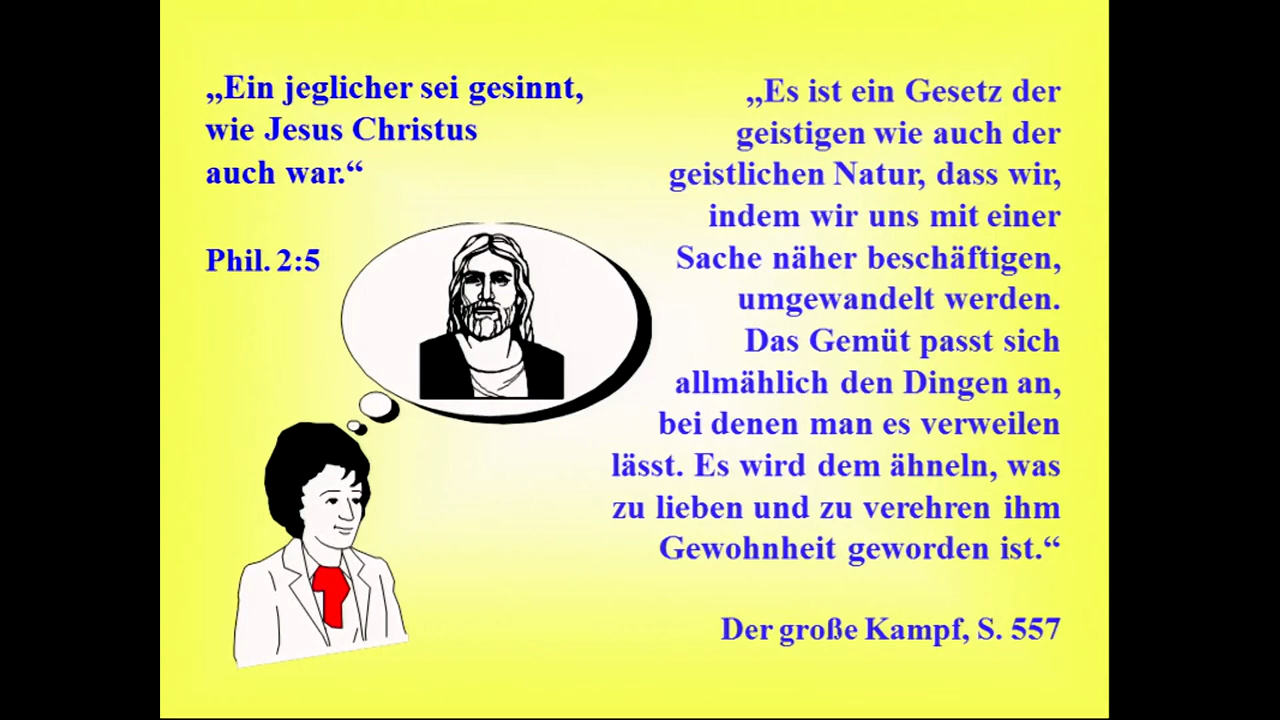 „Ein jeglicher sei gesinnt,
wie Jesus Christus
auch war.“
Phil. 2:5
„Es ist ein Gesetz der
geistigen wie auch der
geistlichen Natur, dass wir,
indem wir uns mit einer
Sache näher beschäftigen,
umgewandelt werden.
Das Gemüt passt sich
allmählich den Dingen an,
bei denen man es verweilen
lässt. Es wird dem ähneln, was
zu lieben und zu verehren ihm
Gewohnheit geworden ist.“
Der große Kampf, S. 557